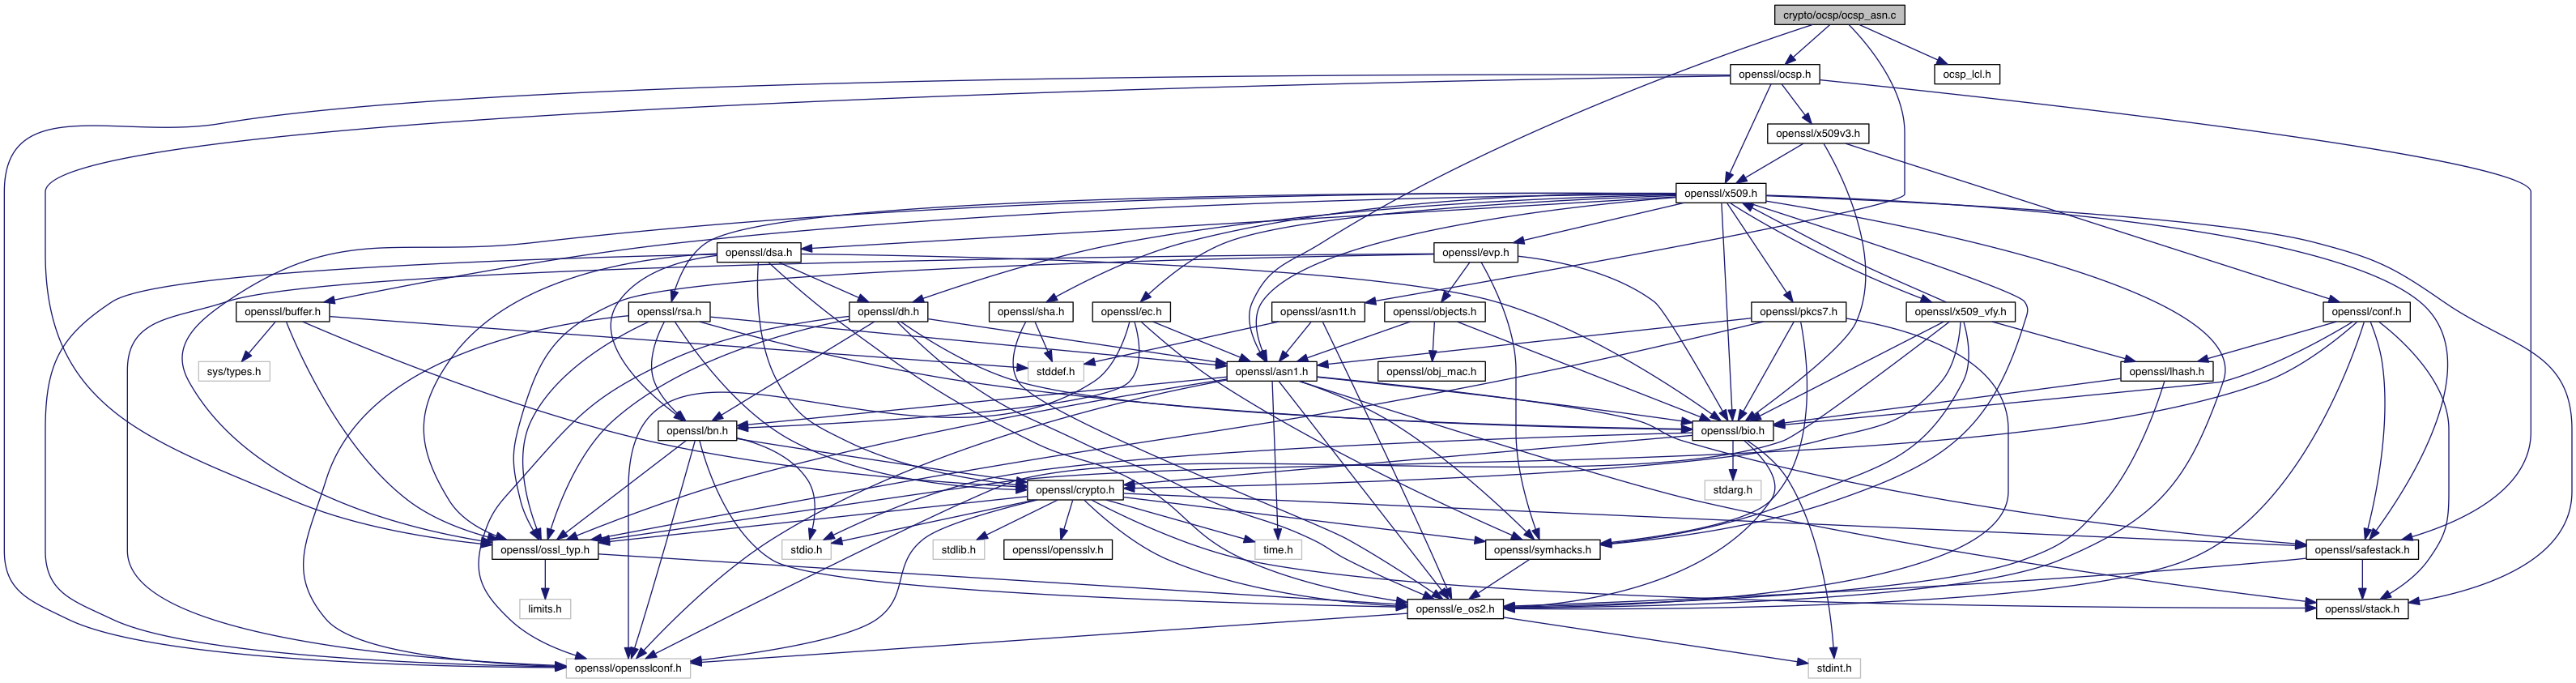 crypto/ocsp/ocsp_asn.c
openssl/ocsp.h
ocsp_lcl.h
openssl/x509v3.h
openssl/x509.h
openssl/dsa.h
openssl/evp.h
openssl/buffer.h
openssl/rsa.h
openssl/dh.h
openssl/sha.h
openssl/ec.h
openssl/asn1t.h
openssl/objects.h
openssl/pkcs7.h
openssl/x509_vfy.h
openssl/conf.h
sys/types.h
stddef.h
openssl/asn1.h
openssl/obj_mac.h
openssl/lhash.h
openssl/bn.h
openssl/bio.h
openssl/crypto.h
stdarg.h
openssl/ossl_typ.h
stdio.h
stdlib.h
openssl/opensslv.h
time.h
openssl/symhacks.h
openssl/safestack.h
limits.h
openssl/e_os2.h
openssl/stack.h
openssl/opensslconf.h
stdint.h